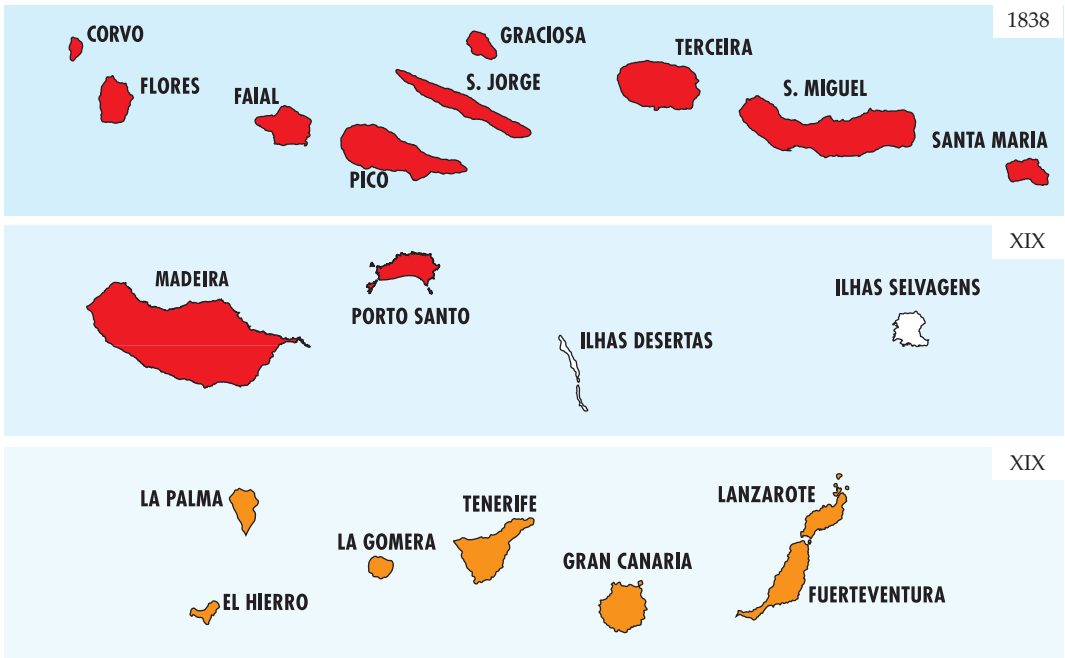 1838
CORVO
FLORES
FAIAL
PICO
GRACIOSA
S. JORGE
TERCEIRA
S. MIGUEL
SANTA MARIA
XIX
MADEIRA
PORTO SANTO
ILHAS DESERTAS
ILHAS SELVAGENS
XIX
LA PALMA
EL HIERRO
LA GOMERA
TENERIFE
GRAN CANARIA
LANZAROTE
FUERTEVENTURA